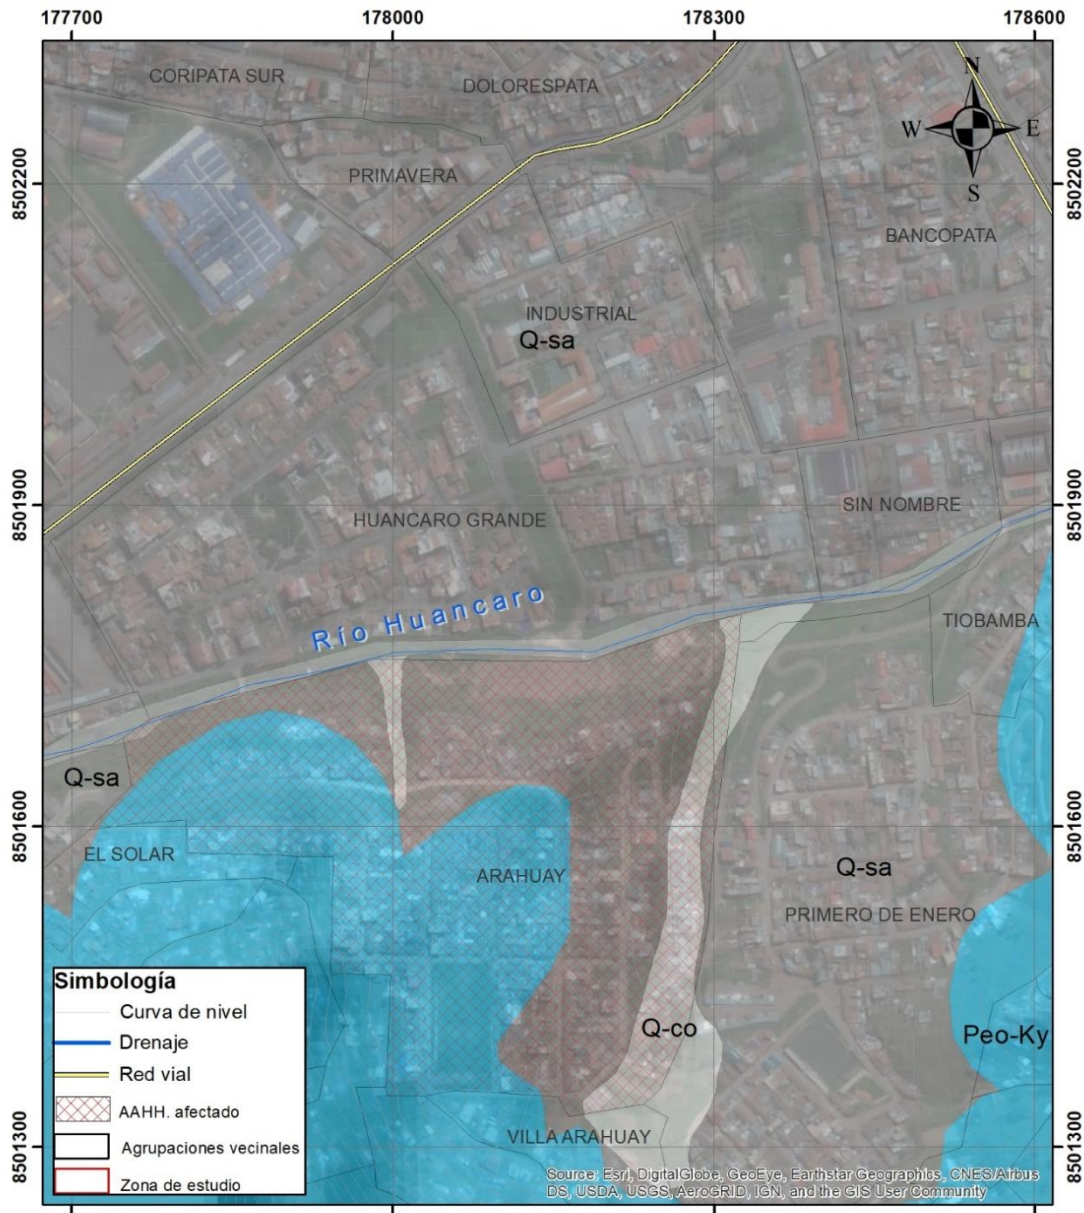 177700 178000 178300 178600
CORIPATA SUR
DOLORESPATA
N
W E
S
PRIMAVERA
8502200 8502200
BANCOPATA
INDUSTRIAL
Q-sa
8501900 8501900
SIN NOMBRE
HUANCARO GRANDE
Río Huancaro
TIOBAMBA
Q-sa
8501600 8501600
EL SOLAR
ARAHUAY
Q-sa
PRIMERO DE ENERO
Q-co
Peo-Ky
VILLA ARAHUAY
8501300 8501300
Simbología
Curva de nivel
Drenaje
Red vial
AAHH. afectado
Agrupaciones vecinales
Zona de estudio
Source: Esri, DigitalGlobe, GeoEye, Earthstar Geographics, CNES/Airbus
DS, USDA, USGS, AeroGRID, IGN, and the GIS User Community